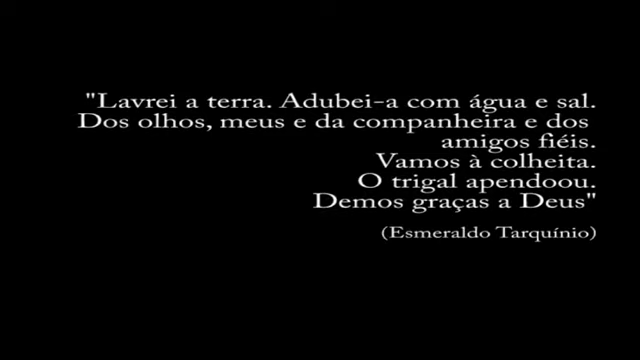 "Lavrei a terra. Adubei-a com água e sal.
Dos olhos, meus e da companheira e dos
amigos fiéis.
Vamos à colheita.
O trigal apendoou.
Demos graças a Deus"
(Esmeraldo Tarquínio)